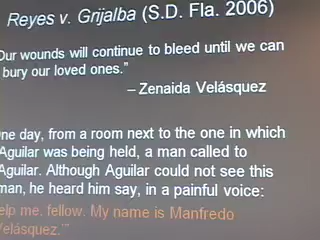 Reyes v. Grijalba (S.D. Fla. 2006)
Our wounds will continue to bleed until we can
bury our loved ones."
– Zenaida Velásquez
One day, from a room next to the one in which
Aguilar was being held, a man called to
Aguilar. Although Aguilar could not see this
man, he heard him say, in a painful voice:
elp me, fellow. My name is Manfredo
Velásquez.'"